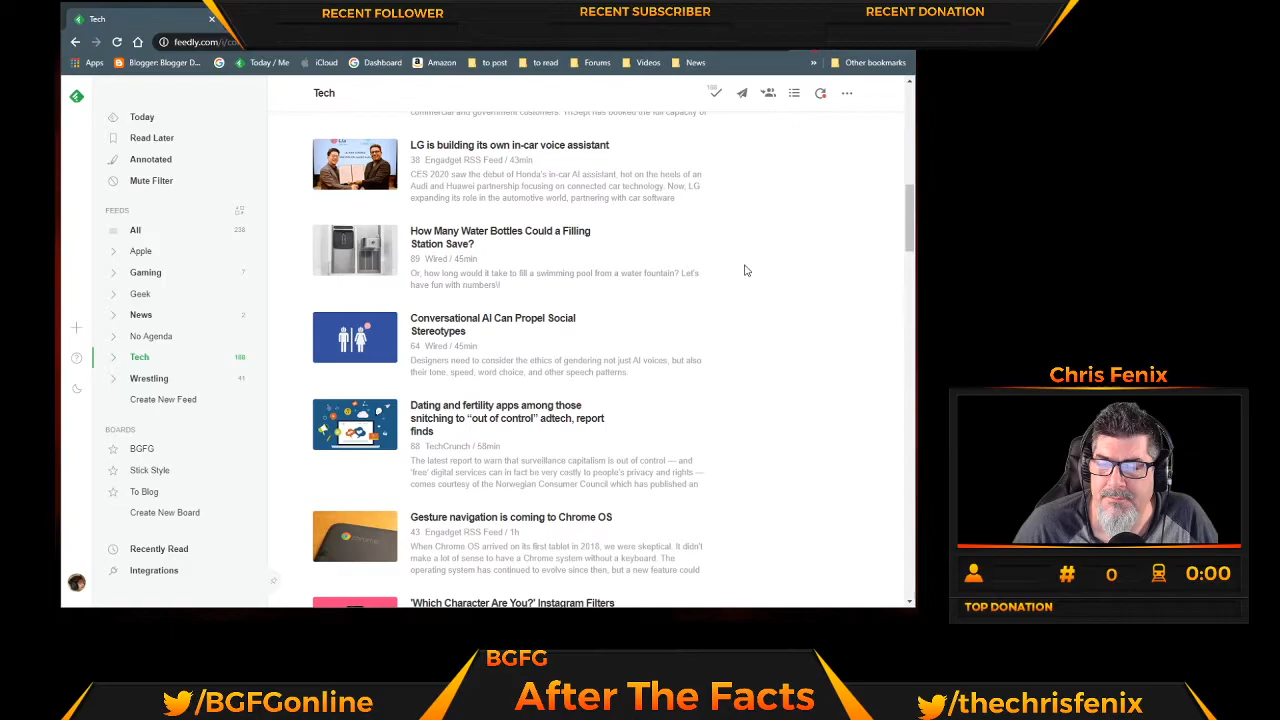 RECENT FOLLOWER
RECENT SUBSCRIBER
RECENT DONATION
Tech
feedly.com/i/co
Apps
Blogger: Blogger D...
Today / Me
iCloud
Dashboard
Amazon
to post
to read
Forums
Videos
News
»
Other bookmarks
Today
Read Later
Annotated
Mute Filter
FEEDS
All 238
Apple
Gaming 7
Geek
News 2
No Agenda
Tech 188
Wrestling 41
Create New Feed
BOARDS
BGFG
Stick Style
To Blog
Create New Board
Recently Read
Integrations
Tech
188
LG is building its own in-car voice assistant
38 Engadget RSS Feed / 43min
CES 2020 saw the debut of Honda's in-car AI assistant, hot on the heels of an
Audi and Huawei partnership focusing on connected car technology. Now, LG
expanding its role in the automotive world, partnering with car software
How Many Water Bottles Could a Filling
Station Save?
89 Wired / 45min
Or, how long would it take to fill a swimming pool from a water fountain? Let's
have fun with numbers\!
Conversational AI Can Propel Social
Stereotypes
64 Wired / 45min
Designers need to consider the ethics of gendering not just AI voices, but also
their tone, speed, word choice, and other speech patterns.
Dating and fertility apps among those
snitching to “out of control” adtech, report
finds
88 TechCrunch / 58min
The latest report to warn that surveillance capitalism is out of control — and
‘free’ digital services can in fact be very costly to people's privacy and rights —
comes courtesy of the Norwegian Consumer Council which has published an
Gesture navigation is coming to Chrome OS
43 Engadget RSS Feed / 1h
When Chrome OS arrived on its first tablet in 2018, we were skeptical. It didn't
make a lot of sense to have a Chrome system without a keyboard. The
operating system has continued to evolve since then, but a new feature could
'Which Character Are You?' Instagram Filters
Chris Fenix
# 0
0:00
TOP DONATION
BGFG
After The Facts
/BGFGonline
/thechrisfenix